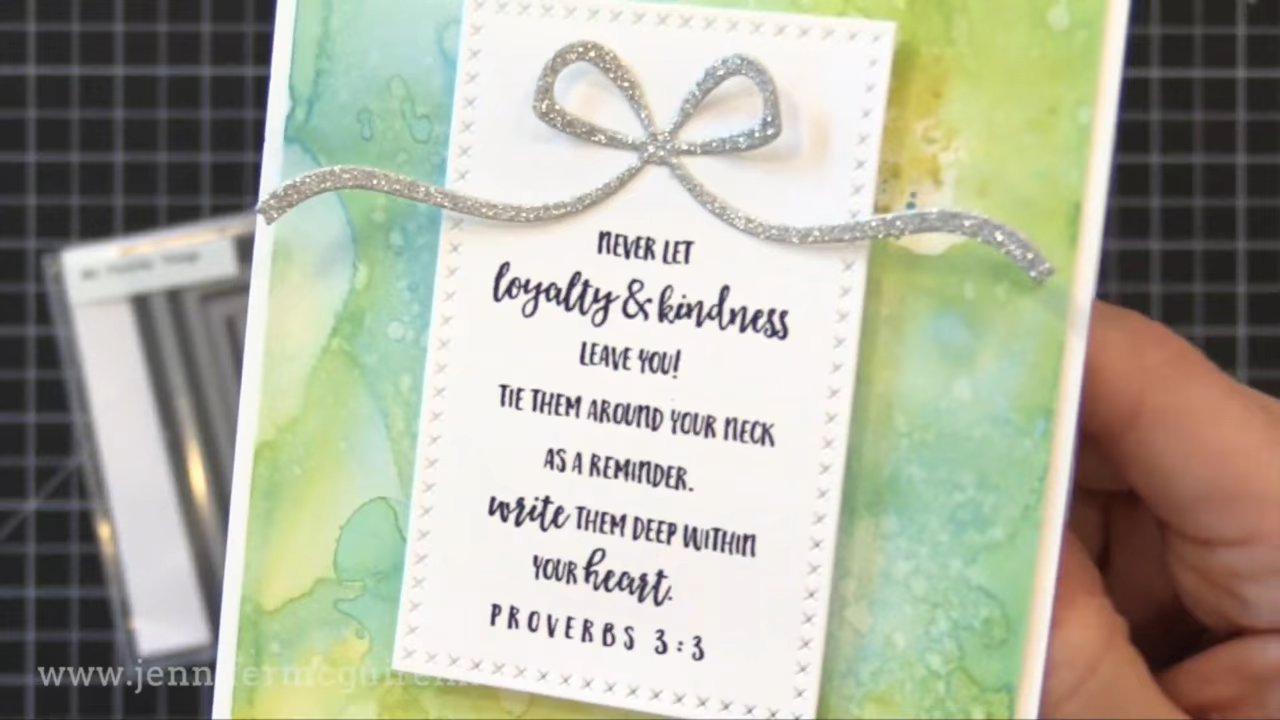 NEVER LET
loyalty & kindness
LEAVE YOU!
TIE THEM AROUND YOUR NECK
AS A REMINDER.
write THEM DEEP WITHIN
YOUR heart.
PROVERBS 3:3